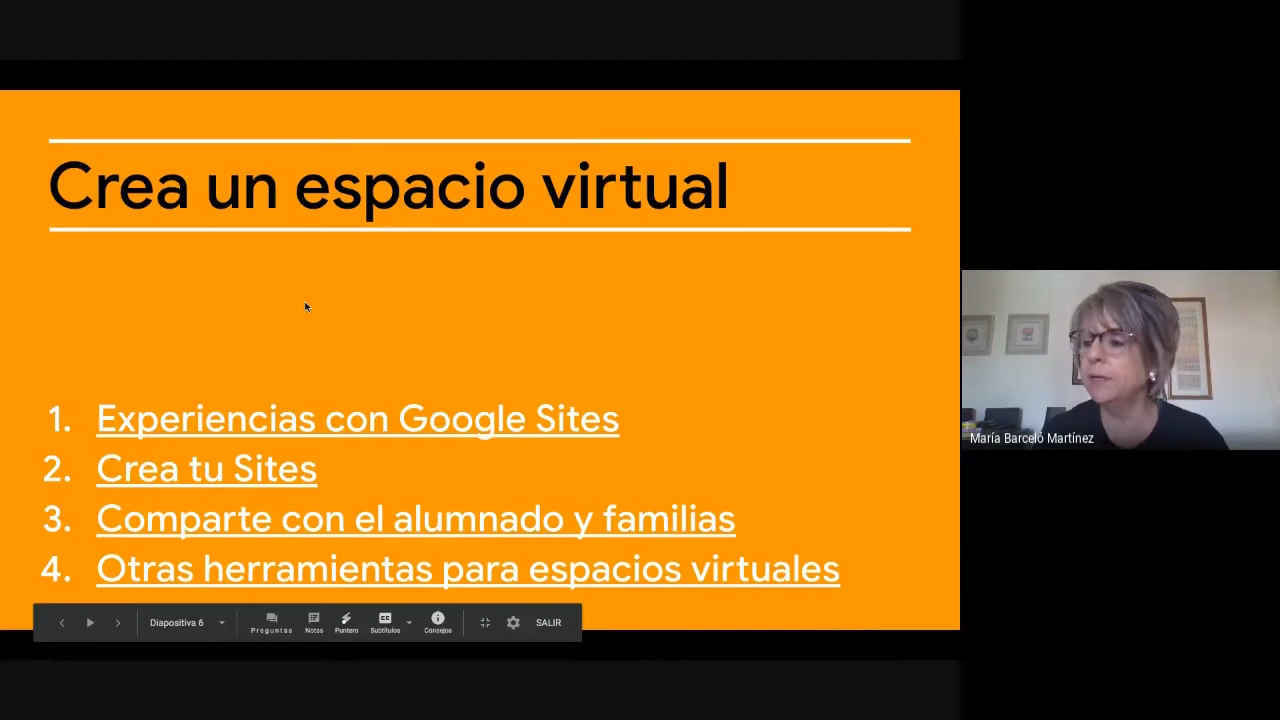 Crea un espacio virtual
1. Experiencias con Google Sites
2. Crea tu Sites
3. Comparte con el alumnado y familias
4. Otras herramientas para espacios virtuales
Diapositiva 6
Preguntas
Notas
Puntero
Subtítulos
Consejos
SALIR
María Barceló Martínez